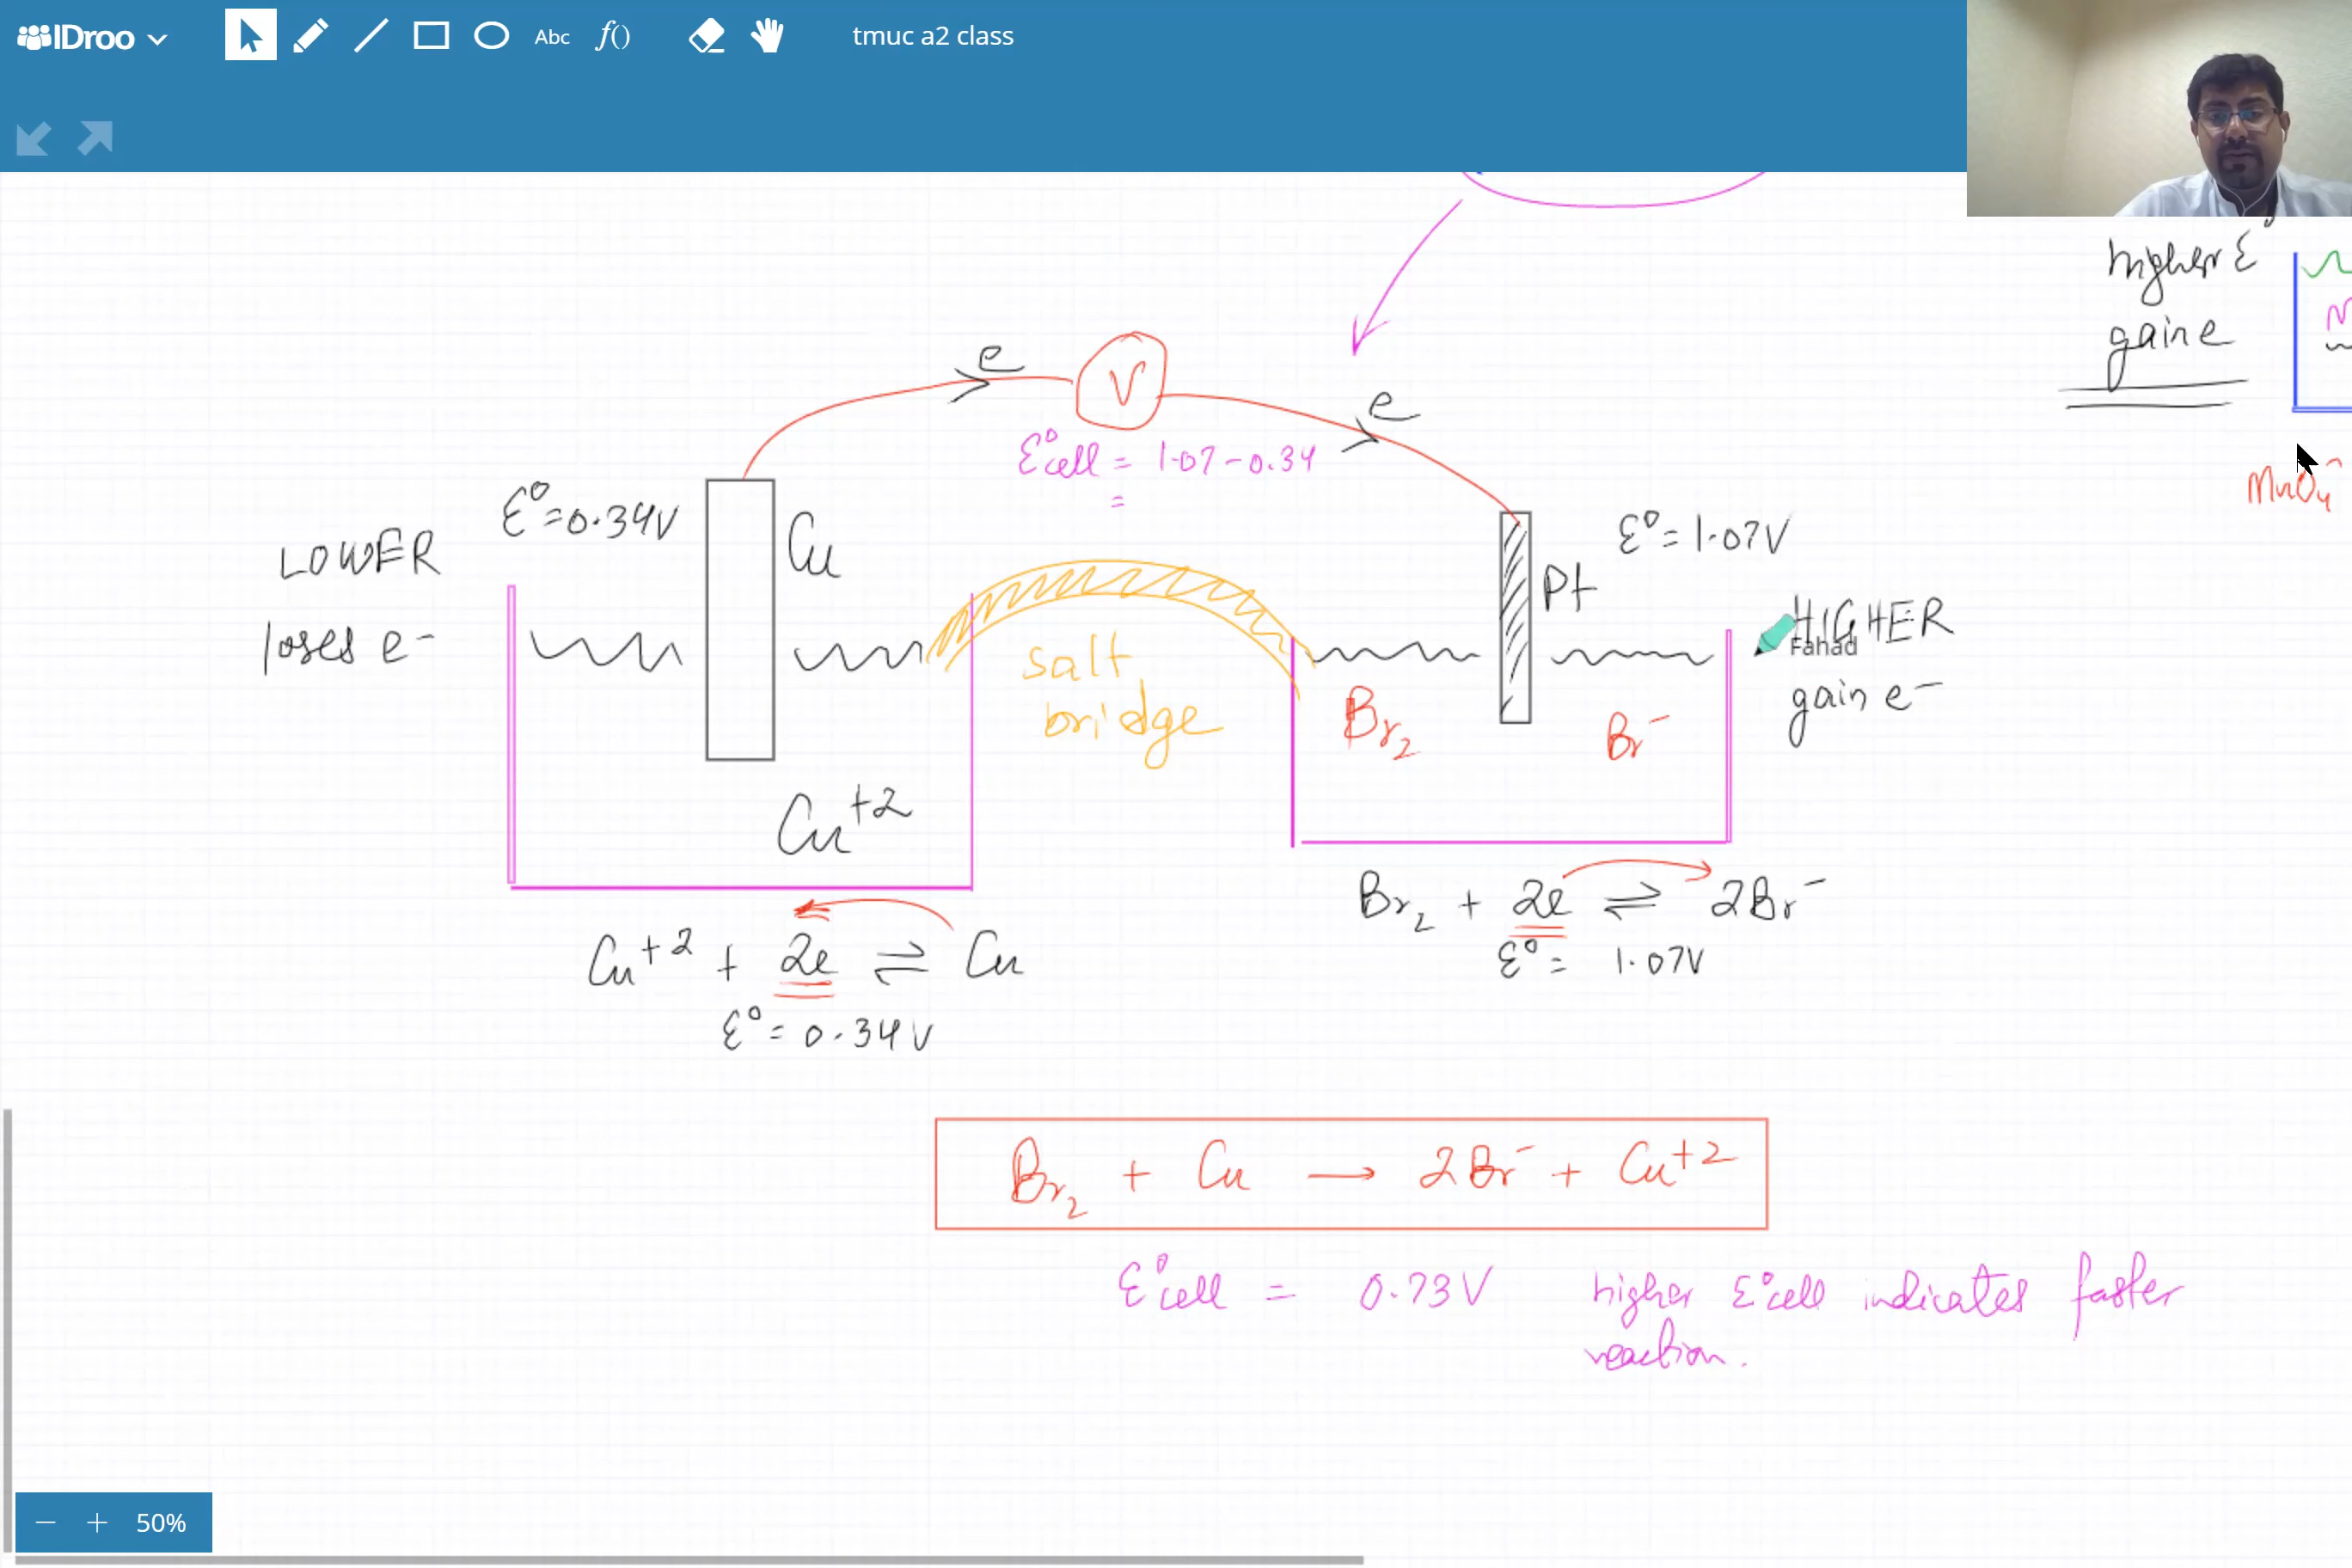 IDroo
Abc
f()
tmuc a2 class
higher ε°
gain e
e
V
e
ε°cell = 1.07 - 0.34
=
ε°=0.34V
Cu
LOWER
loses e-
ε°= 1.07V
Pt
HIGHER
Fahad
gain e-
salt
bridge
Br2
Br-
MnO4-
Cu+2
Br2 + 2e ⇌ 2Br-
ε°= 1.07V
Cu+2 + 2e ⇌ Cu
ε°= 0.34V
Br2 + Cu → 2Br- + Cu+2
ε°cell = 0.73V higher ε°cell indicates faster
reaction.
− + 50%